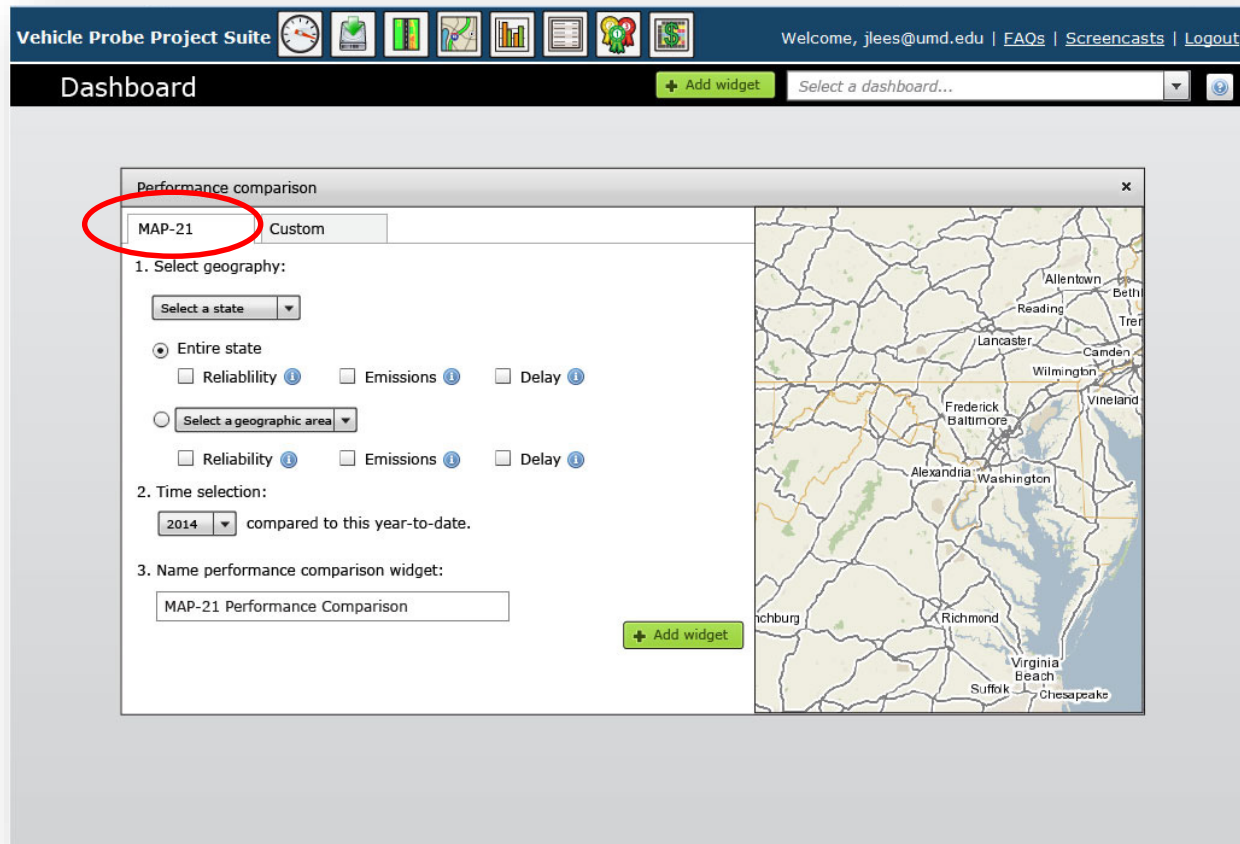 Vehicle Probe Project Suite
Welcome, jlees@umd.edu | FAQs | Screencasts | Logout
Dashboard
+ Add widget
Select a dashboard...
Performance comparison
MAP-21
Custom
1. Select geography:
Select a state
Entire state
Reliablility Emissions Delay
Select a geographic area
Reliability Emissions Delay
2. Time selection:
2014 compared to this year-to-date.
3. Name performance comparison widget:
MAP-21 Performance Comparison
+ Add widget
Allentown
Beth
Reading
Tren
Lancaster
Camden
Wilmington
Vineland
Frederick
Baltimore
Alexandria
Washington
nchburg
Richmond
Virginia
Beach
Suffolk
Chesapeake